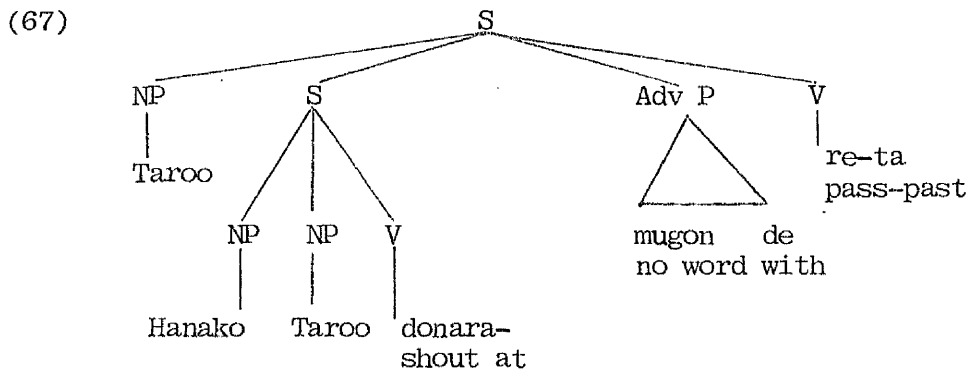 (67)
S
NP S Adv P V
Taroo re-ta
pass-past
NP NP V mugon de
no word with
Hanako Taroo donara-
shout at